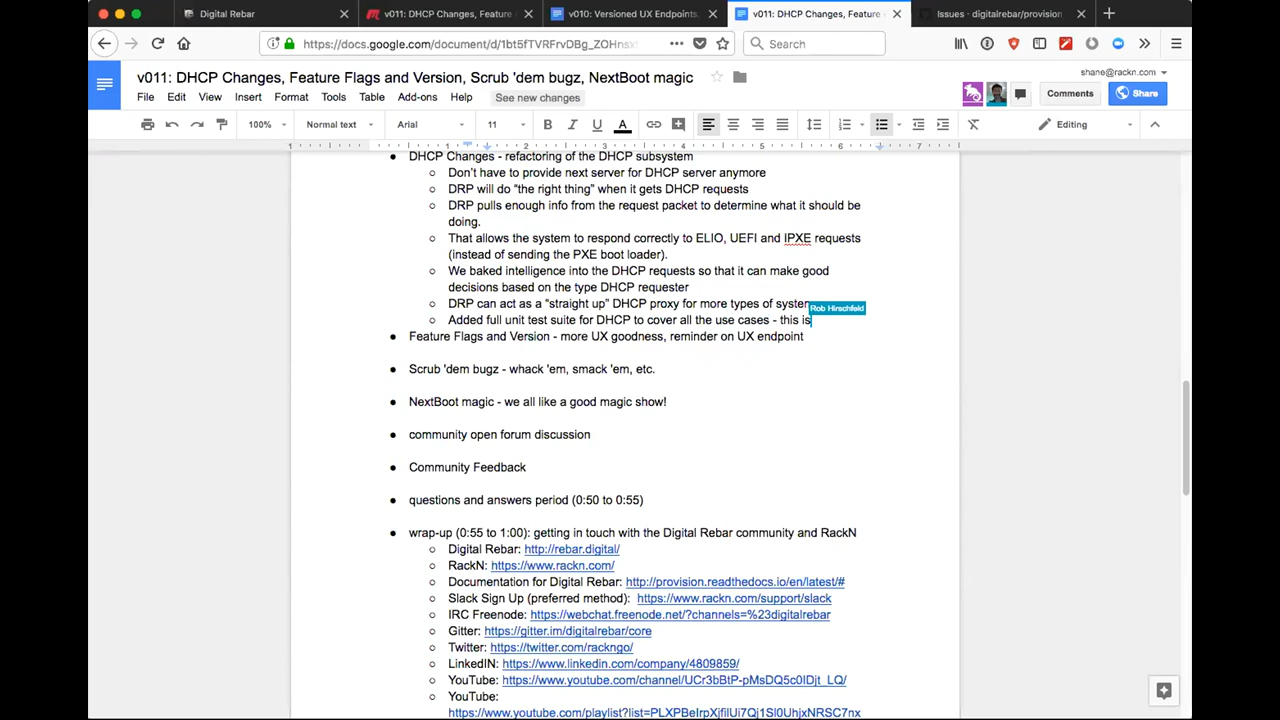 Digital Rebar
v011: DHCP Changes, Feature
v010: Versioned UX Endpoints,
v011: DHCP Changes, Feature
Issues · digitalrebar/provision
https://docs.google.com/document/d/1bt5fTVRFrvDBg_ZOHnsx
Search
v011: DHCP Changes, Feature Flags and Version, Scrub 'dem bugz, NextBoot magic
shane@rackn.com
File Edit View Insert Format Tools Table Add-ons Help See new changes
Comments
Share
100% Normal text Arial 11 B I U A Editing
1 1 2 3 4 5 6 7
● DHCP Changes - refactoring of the DHCP subsystem
○ Don't have to provide next server for DHCP server anymore
○ DRP will do "the right thing" when it gets DHCP requests
○ DRP pulls enough info from the request packet to determine what it should be
doing.
○ That allows the system to respond correctly to ELIO, UEFI and IPXE requests
(instead of sending the PXE boot loader).
○ We baked intelligence into the DHCP requests so that it can make good
decisions based on the type DHCP requester
○ DRP can act as a "straight up" DHCP proxy for more types of system
Rob Hirschfeld
○ Added full unit test suite for DHCP to cover all the use cases - this is
● Feature Flags and Version - more UX goodness, reminder on UX endpoint
● Scrub 'dem bugz - whack 'em, smack 'em, etc.
● NextBoot magic - we all like a good magic show!
● community open forum discussion
● Community Feedback
● questions and answers period (0:50 to 0:55)
● wrap-up (0:55 to 1:00): getting in touch with the Digital Rebar community and RackN
○ Digital Rebar: http://rebar.digital/
○ RackN: https://www.rackn.com/
○ Documentation for Digital Rebar: http://provision.readthedocs.io/en/latest/#
○ Slack Sign Up (preferred method): https://www.rackn.com/support/slack
○ IRC Freenode: https://webchat.freenode.net/?channels=%23digitalrebar
○ Gitter: https://gitter.im/digitalrebar/core
○ Twitter: https://twitter.com/rackngo/
○ LinkedIN: https://www.linkedin.com/company/4809859/
○ YouTube: https://www.youtube.com/channel/UCr3bBtP-pMsDQ5c0IDjt_LQ/
○ YouTube:
https://www.youtube.com/playlist?list=PLXPBeIrpXjfilUi7Qj1Sl0UhjxNRSC7nx